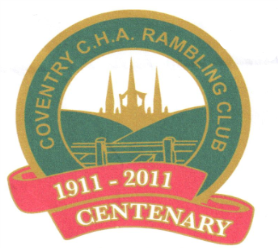 COVENTRY C.H.A. RAMBLING CLUB
1911 - 2011
CENTENARY